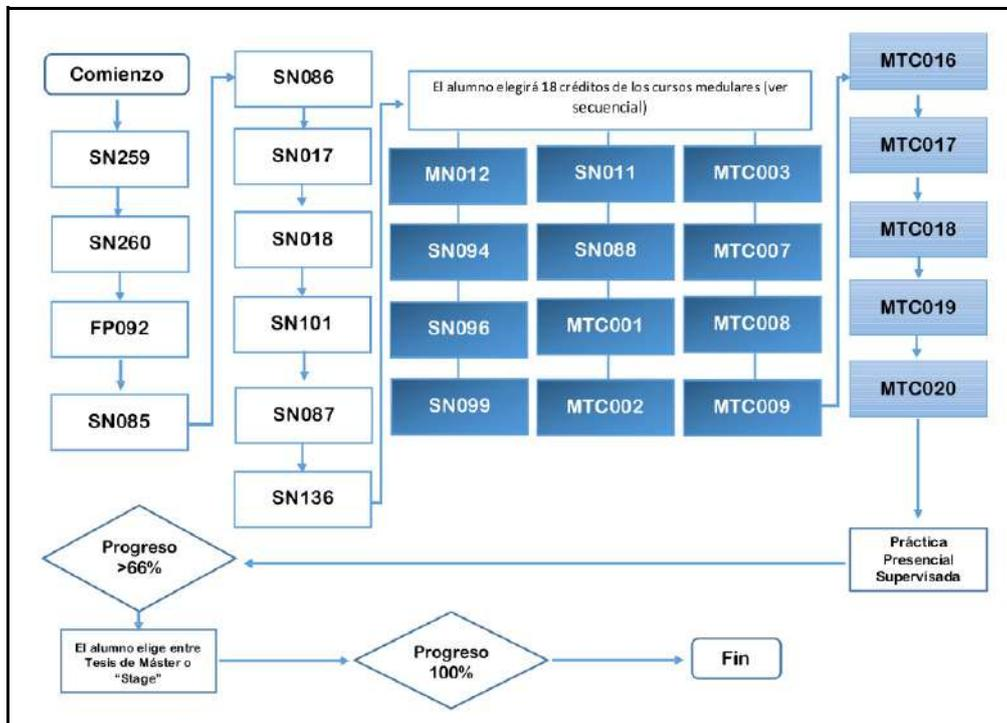 Comienzo
SN259
SN260
FP092
SN085
SN086
SN017
SN018
SN101
SN087
SN136
El alumno elegirá 18 créditos de los cursos medulares (ver
secuencial)
MN012
SN094
SN096
SN099
SN011
SN088
MTC001
MTC002
MTC003
MTC007
MTC008
MTC009
MTC016
MTC017
MTC018
MTC019
MTC020
Práctica
Presencial
Supervisada
Progreso
>66%
El alumno elige entre
Tesis de Máster o
“Stage”
Progreso
100%
Fin